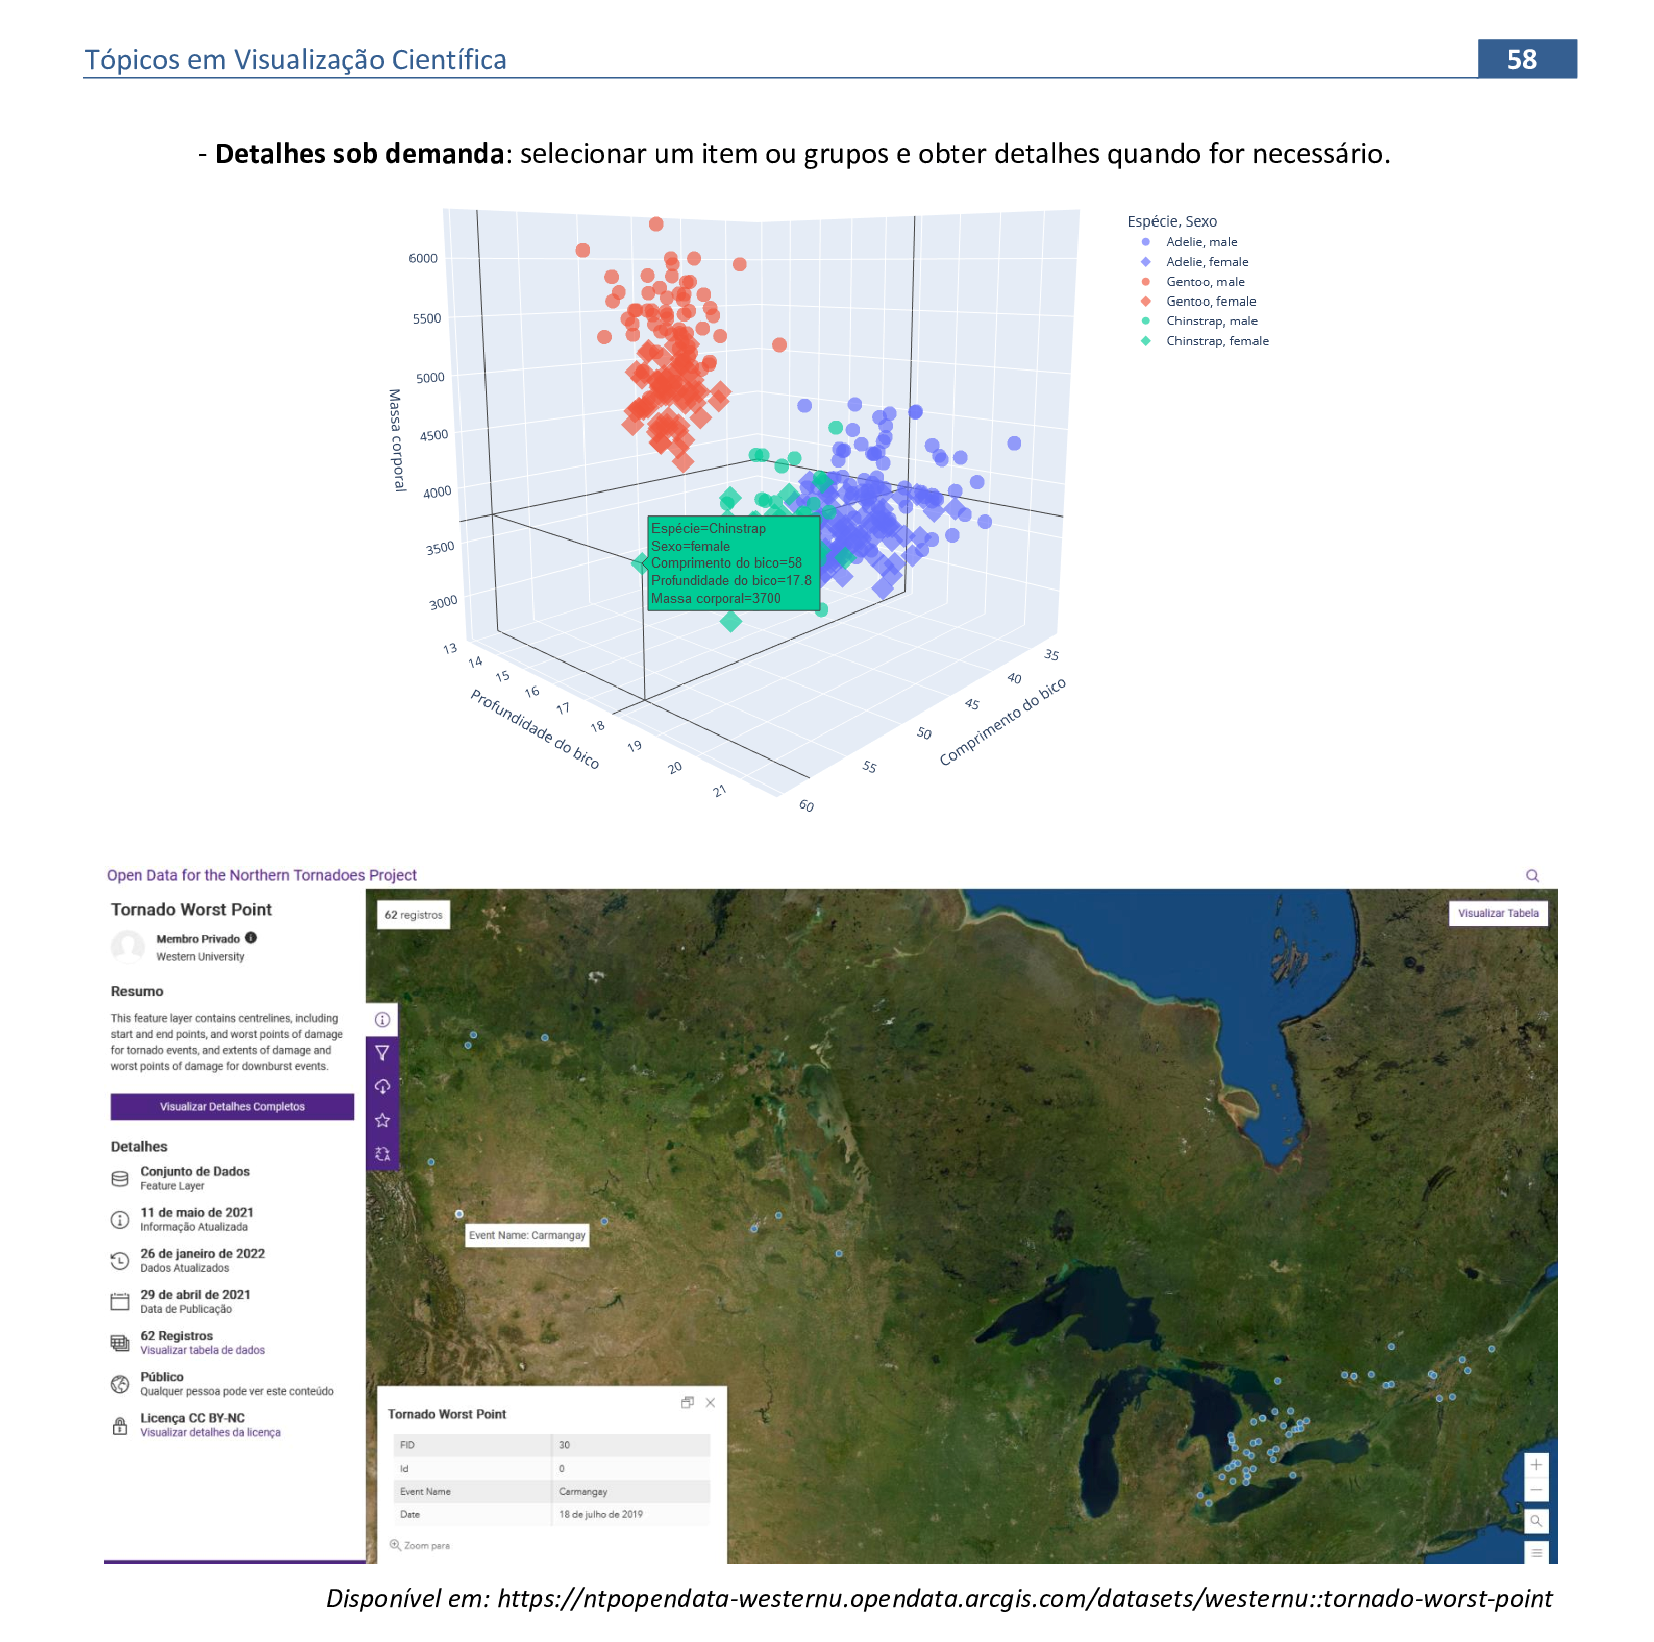 Tópicos em Visualização Científica
58
- Detalhes sob demanda: selecionar um item ou grupos e obter detalhes quando for necessário.
Espécie, Sexo
Adelie, male
Adelie, female
Gentoo, male
Gentoo, female
Chinstrap, male
Chinstrap, female
6000
5500
5000
4500
4000
3500
3000
Massa corporal
Espécie=Chinstrap
Sexo=female
Comprimento do bico=58
Profundidade do bico=17.8
Massa corporal=3700
13
14
15
16
17
18
19
20
21
Profundidade do bico
35
40
45
50
55
60
Comprimento do bico
Open Data for the Northern Tornadoes Project
Tornado Worst Point
Membro Privado
Western University
Resumo
This feature layer contains centrelines, including
start and end points, and worst points of damage
for tornado events, and extents of damage and
worst points of damage for downburst events.
Visualizar Detalhes Completos
Detalhes
Conjunto de Dados
Feature Layer
11 de maio de 2021
Informação Atualizada
26 de janeiro de 2022
Dados Atualizados
29 de abril de 2021
Data de Publicação
62 Registros
Visualizar tabela de dados
Público
Qualquer pessoa pode ver este conteúdo
Licença CC BY-NC
Visualizar detalhes da licença
62 registros
Visualizar Tabela
Event Name: Carmangay
Tornado Worst Point
FID 30
Id 0
Event Name Carmangay
Date 18 de julho de 2019
Zoom para
Disponível em: https://ntpopendata-westernu.opendata.arcgis.com/datasets/westernu::tornado-worst-point